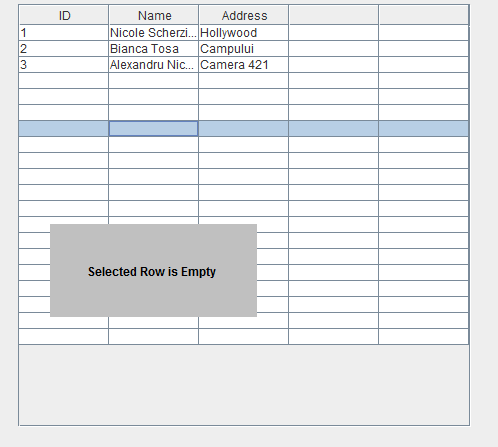 ID Name Address
1 Nicole Scherzi... Hollywood
2 Bianca Tosa Campului
3 Alexandru Nic... Camera 421
Selected Row is Empty